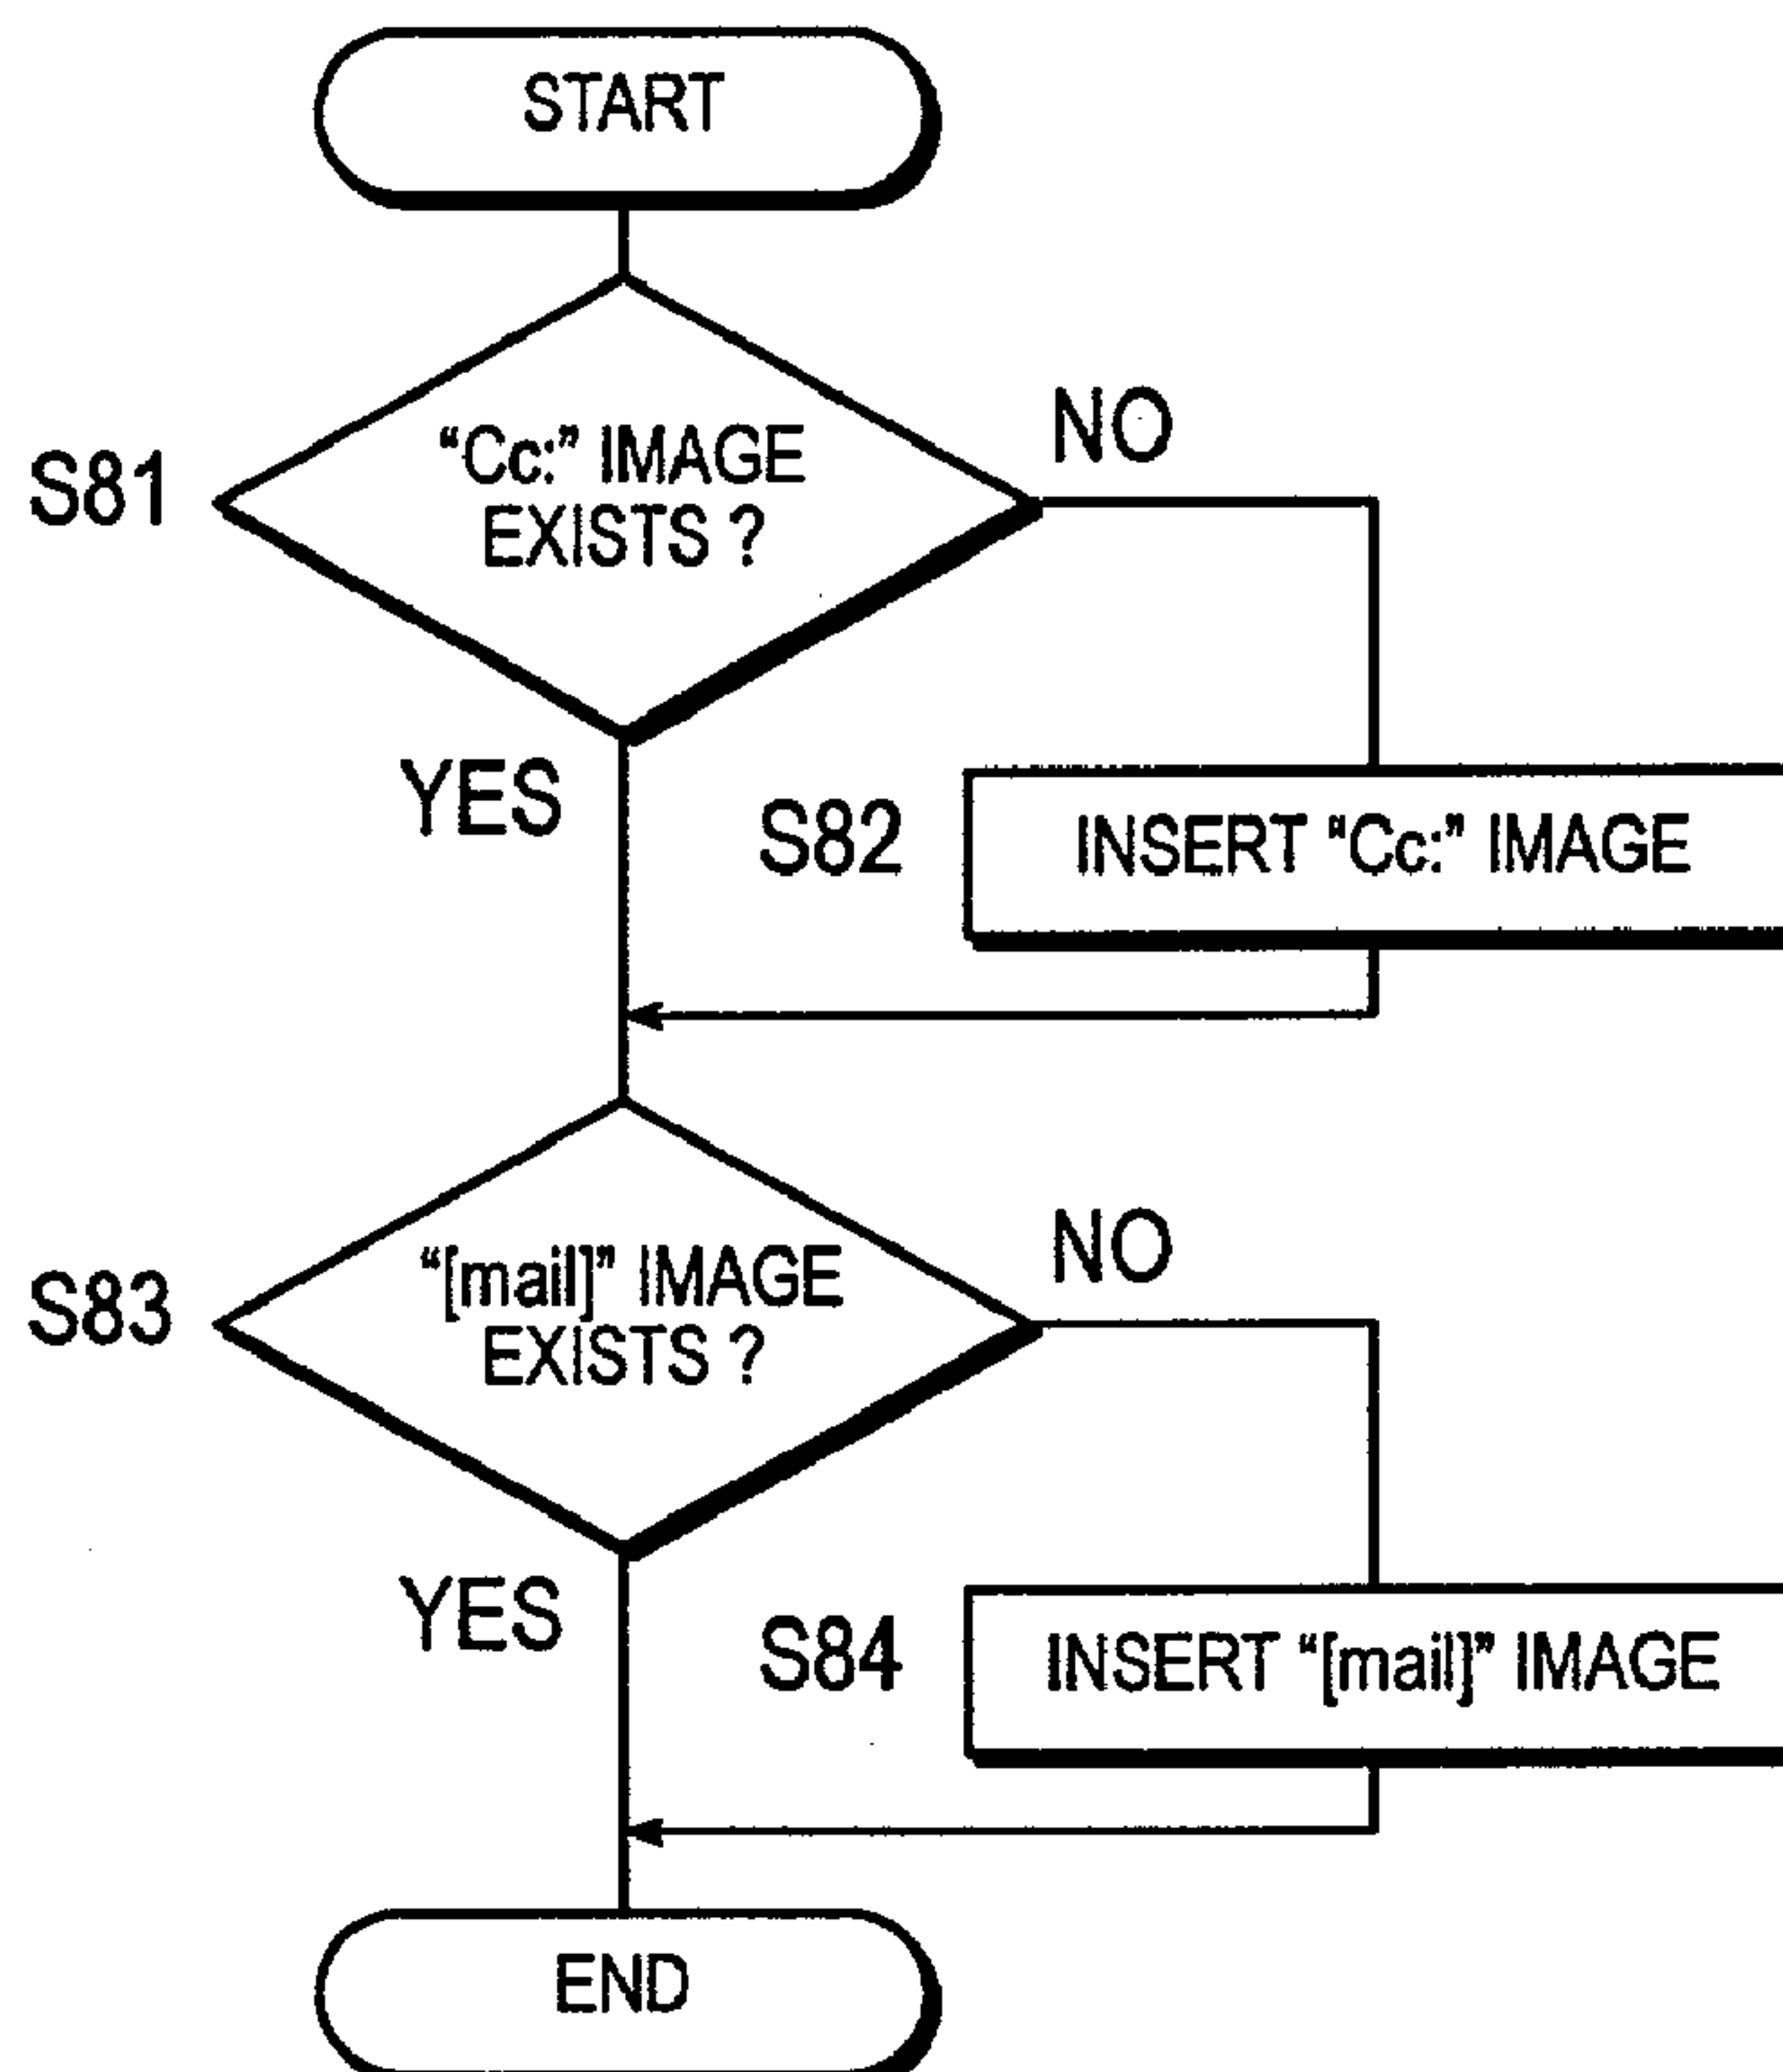 START
S81
“Cc:” IMAGE
EXISTS ?
NO
YES
S82
INSERT “Cc:” IMAGE
S83
“[mail]” IMAGE
EXISTS ?
NO
YES
S84
INSERT “[mail]” IMAGE
END